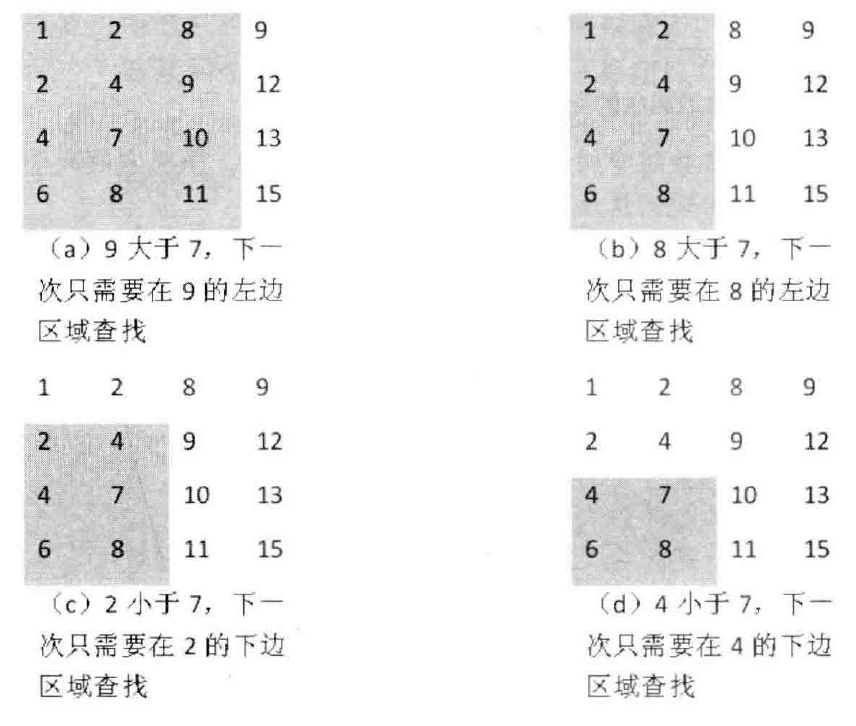 1 2 8 9
2 4 9 12
4 7 10 13
6 8 11 15
（a）9 大于 7，下一
次只需要在 9 的左边
区域查找
1 2 8 9
2 4 9 12
4 7 10 13
6 8 11 15
（b）8 大于 7，下一
次只需要在 8 的左边
区域查找
1 2 8 9
2 4 9 12
4 7 10 13
6 8 11 15
（c）2 小于 7，下一
次只需要在 2 的下边
区域查找
1 2 8 9
2 4 9 12
4 7 10 13
6 8 11 15
（d）4 小于 7，下一
次只需要在 4 的下边
区域查找